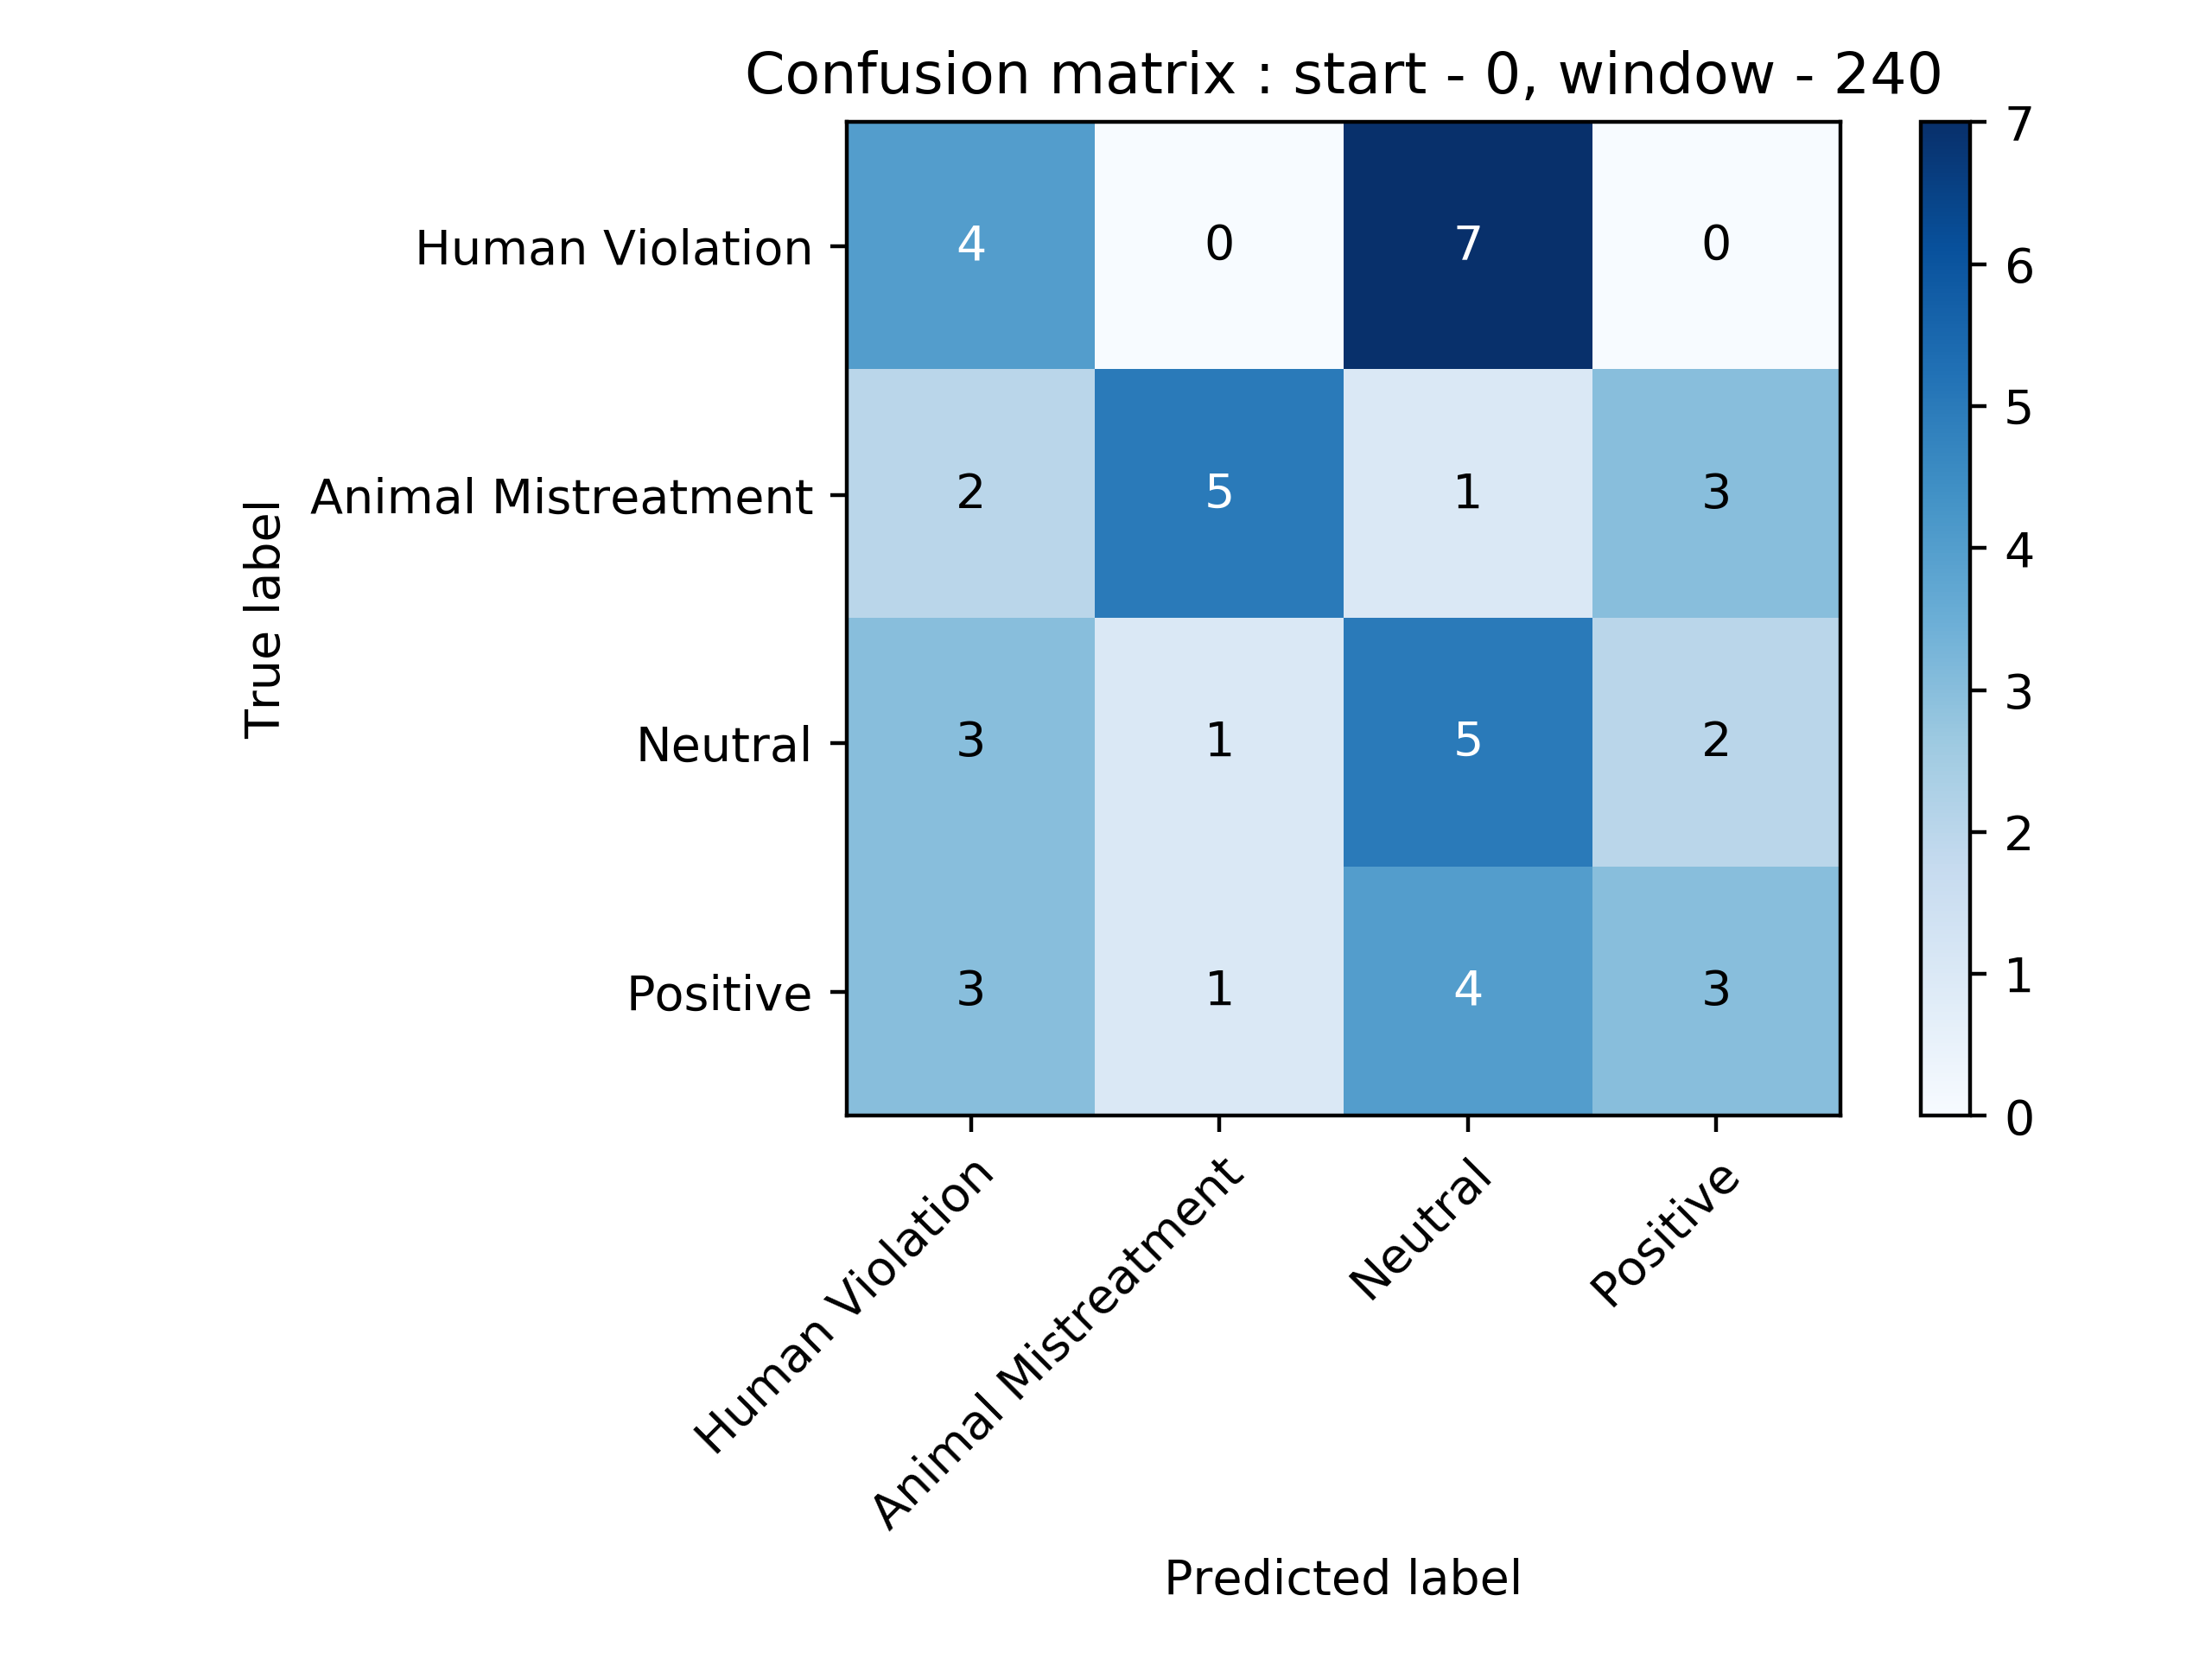 Confusion matrix : start - 0, window - 240
True label
Human Violation
4 0 7 0
Animal Mistreatment
2 5 1 3
Neutral
3 1 5 2
Positive
3 1 4 3
Human Violation
Animal Mistreatment
Neutral
Positive
Predicted label
7
6
5
4
3
2
1
0